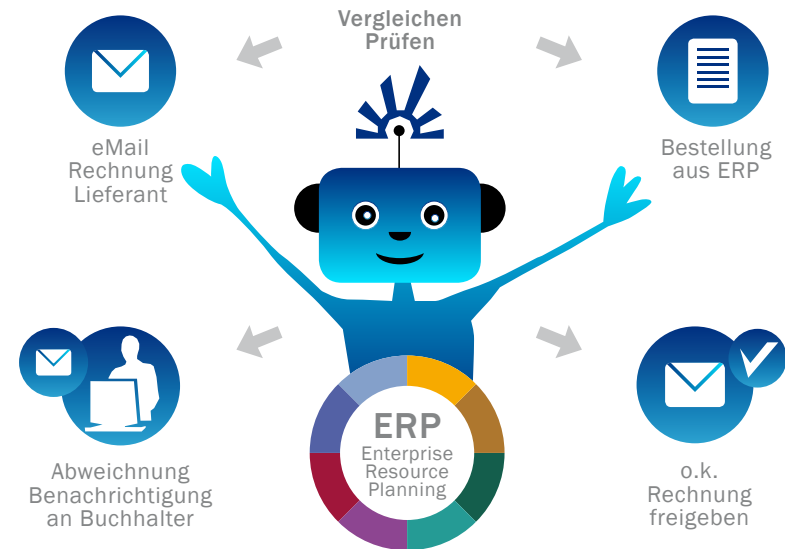 Vergleichen
Prüfen
eMail
Rechnung
Lieferant
Bestellung
aus ERP
Abweichnung
Benachrichtigung
an Buchhalter
ERP
Enterprise
Resource
Planning
o.k.
Rechnung
freigeben